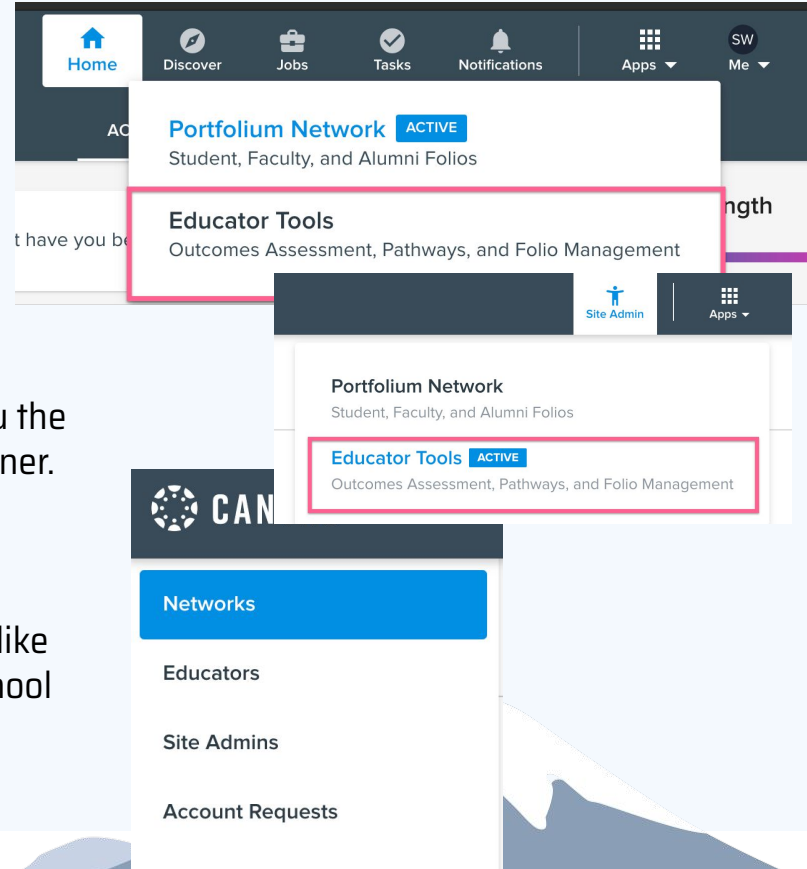 Home Discover Jobs Tasks Notifications Apps SW Me
AC
Portfolium Network ACTIVE
Student, Faculty, and Alumni Folios
ngth
Educator Tools
t have you be
Outcomes Assessment, Pathways, and Folio Management
Site Admin Apps
Portfolium Network
Student, Faculty, and Alumni Folios
Educator Tools ACTIVE
Outcomes Assessment, Pathways, and Folio Management
u the
ner.
like
hool
CAN
Networks
Educators
Site Admins
Account Requests